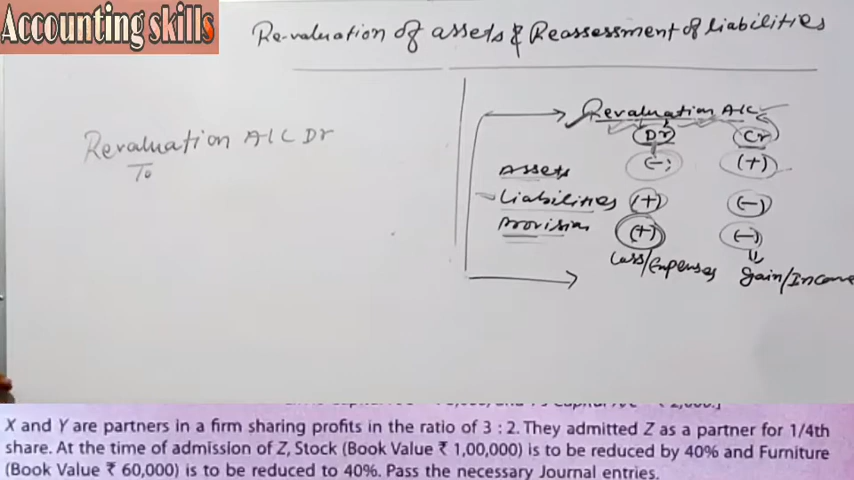 Accounting skills
Re-valuation of assets & Reassessment of liabilities
Revaluation A/C Dr
To
Revaluation A/C
Dr Cr
Assets (-) (+)
Liabilities (+) (-)
Provision (+) (-)
Loss/Expenses Gain/Income
X and Y are partners in a firm sharing profits in the ratio of 3 : 2. They admitted Z as a partner for 1/4th
share. At the time of admission of Z, Stock (Book Value ₹ 1,00,000) is to be reduced by 40% and Furniture
(Book Value ₹ 60,000) is to be reduced to 40%. Pass the necessary Journal entries.